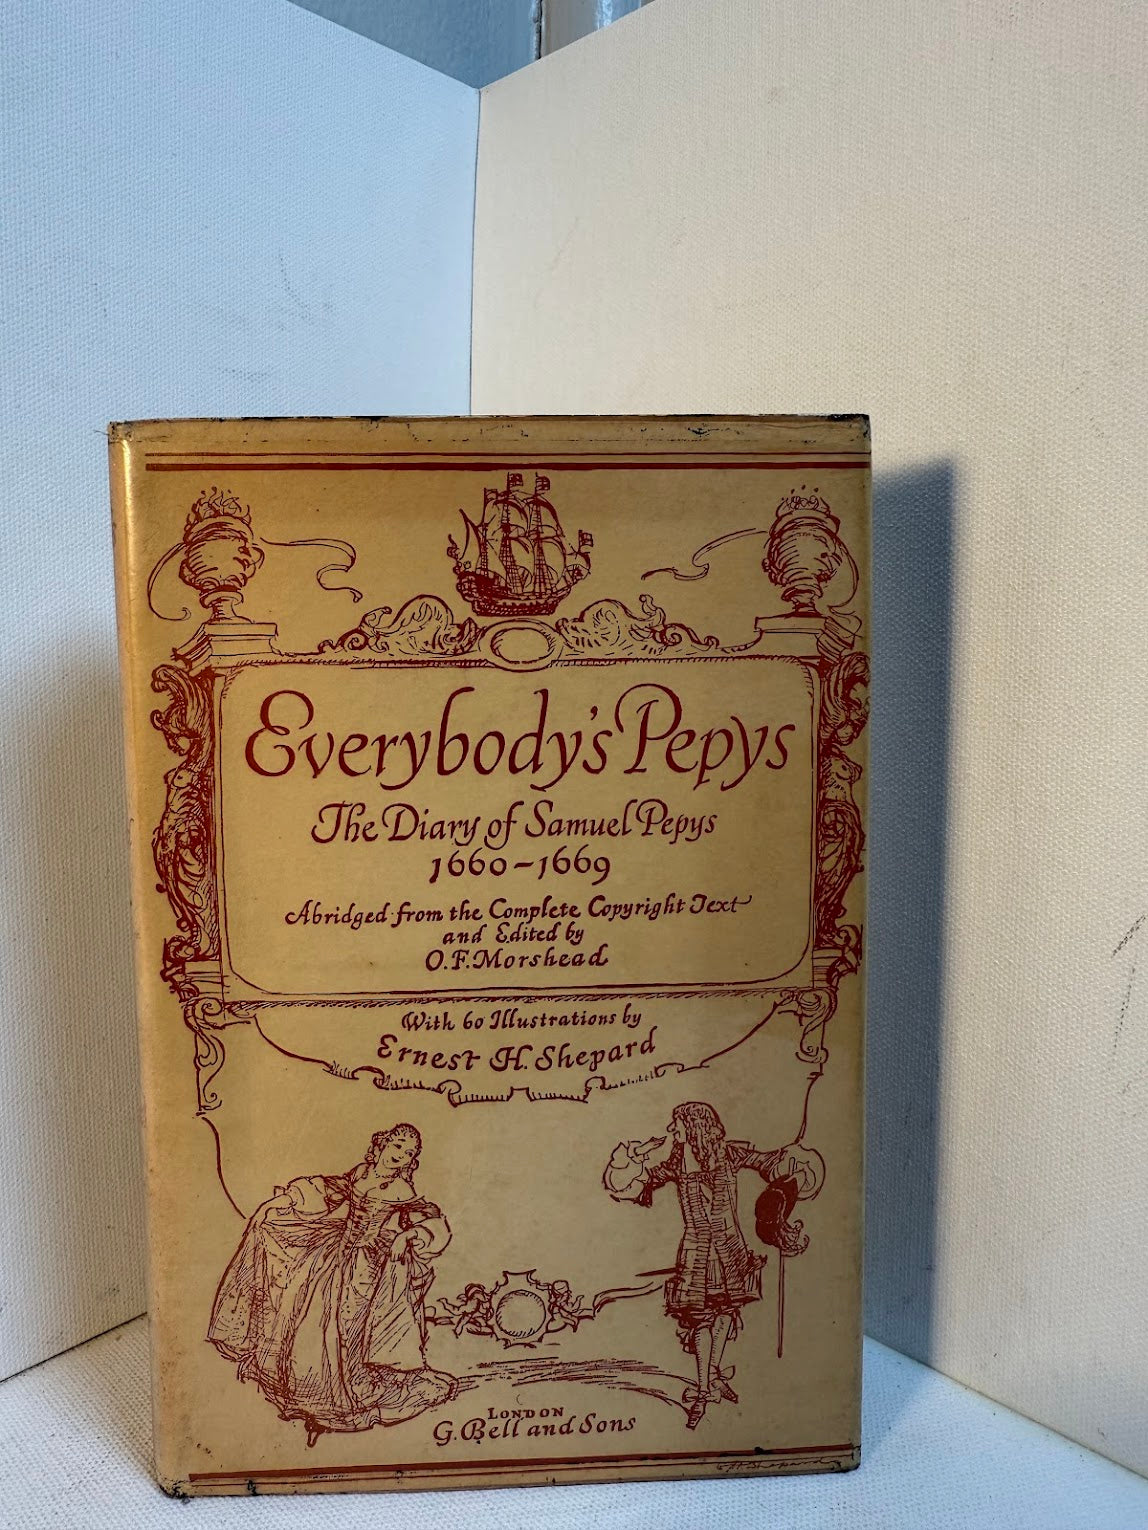 Everybody's Pepys
The Diary of Samuel Pepys
1660-1669
Abridged from the Complete Copyright Text
and Edited by
O.F. Morshead
With 60 Illustrations by
Ernest H. Shepard
LONDON
G. Bell and Sons